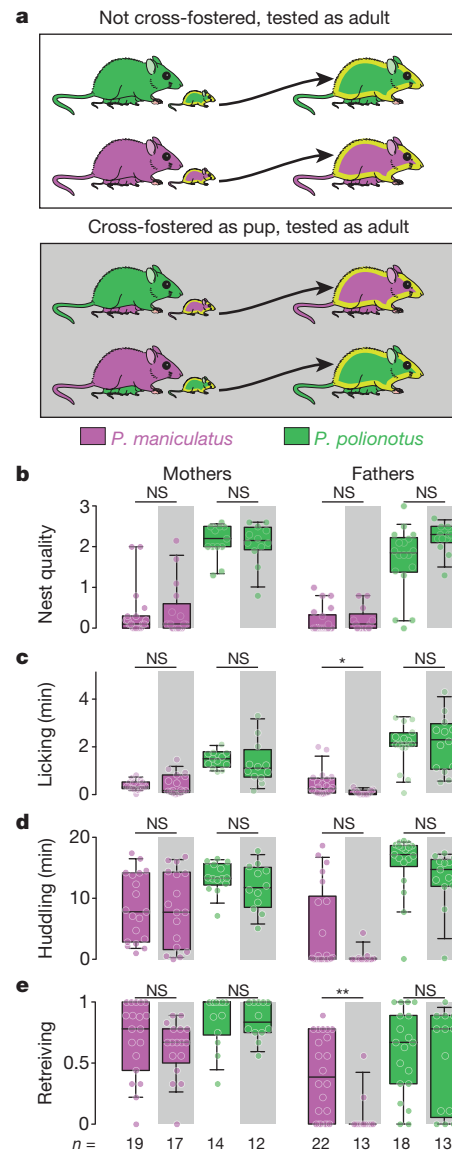 a
Not cross-fostered, tested as adult
Cross-fostered as pup, tested as adult
P. maniculatus P. polionotus
b Mothers Fathers
NS NS NS NS
Nest quality
3
2
1
0
c NS NS * NS
Licking (min)
4
2
0
d NS NS NS NS
Huddling (min)
20
10
0
e NS NS ** NS
Retreiving
1
0.5
0
n = 19 17 14 12 22 13 18 13